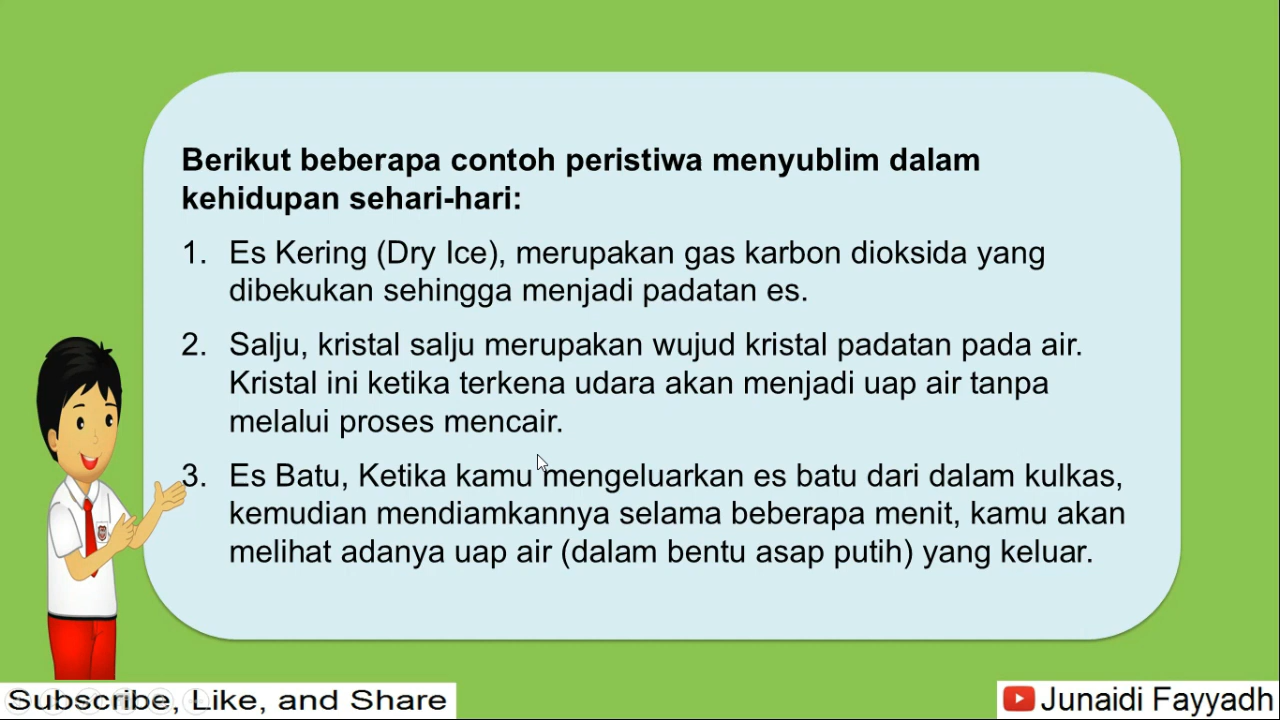 Berikut beberapa contoh peristiwa menyublim dalam
kehidupan sehari-hari:
1. Es Kering (Dry Ice), merupakan gas karbon dioksida yang
dibekukan sehingga menjadi padatan es.
2. Salju, kristal salju merupakan wujud kristal padatan pada air.
Kristal ini ketika terkena udara akan menjadi uap air tanpa
melalui proses mencair.
3. Es Batu, Ketika kamu mengeluarkan es batu dari dalam kulkas,
kemudian mendiamkannya selama beberapa menit, kamu akan
melihat adanya uap air (dalam bentu asap putih) yang keluar.
Subscribe, Like, and Share
Junaidi Fayyadh